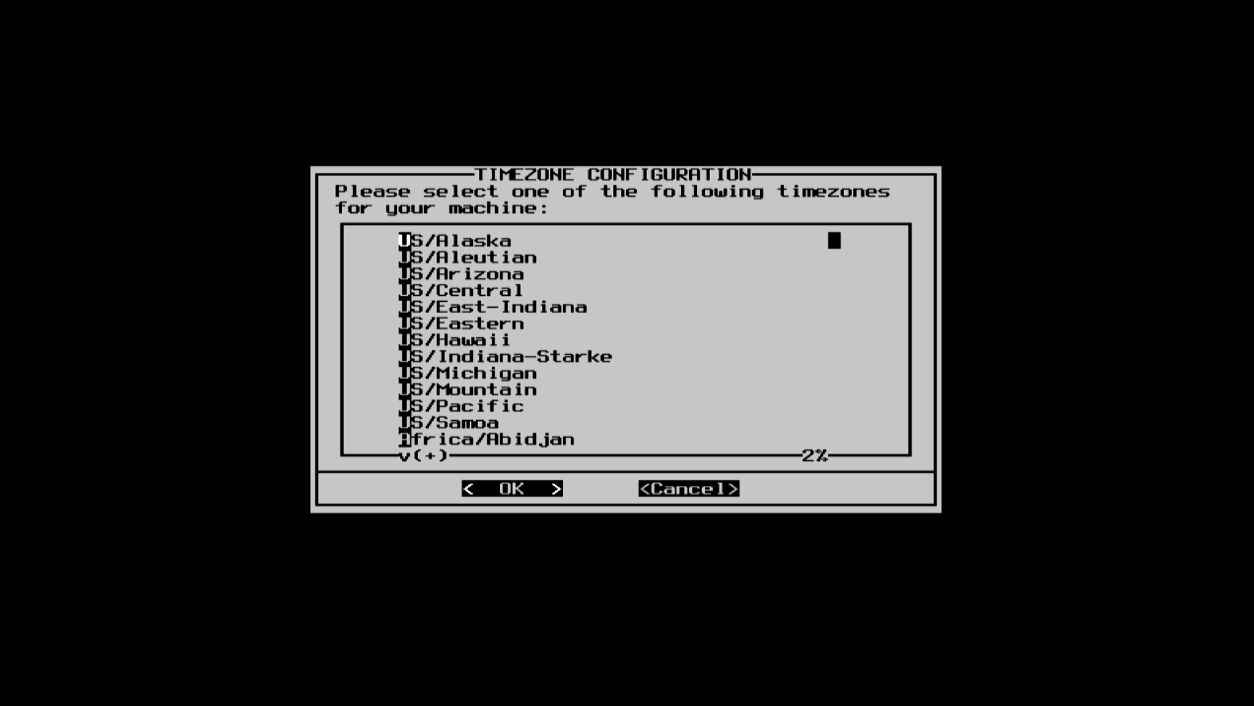 TIMEZONE CONFIGURATION
Please select one of the following timezones
for your machine:
US/Alaska
US/Aleutian
US/Arizona
US/Central
US/East-Indiana
US/Eastern
US/Hawaii
US/Indiana-Starke
US/Michigan
US/Mountain
US/Pacific
US/Samoa
Africa/Abidjan
v(+) 2%
< OK > <Cancel>